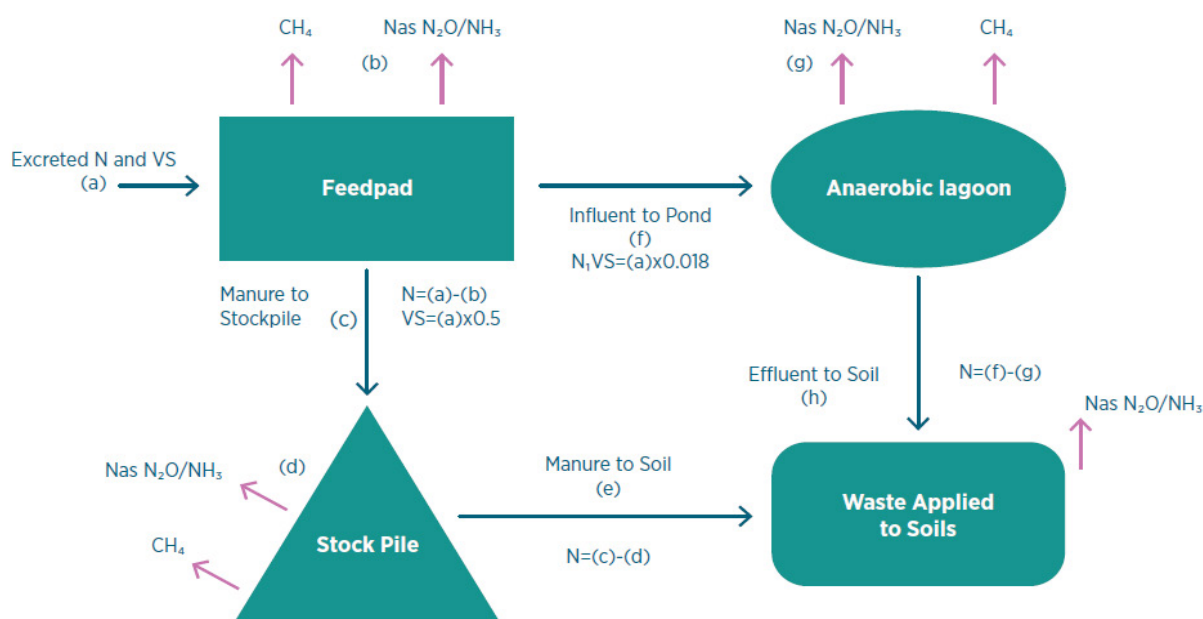 CH₄
Nas N₂O/NH₃
(b)
Nas N₂O/NH₃
(g)
CH₄
Excreted N and VS
(a)
Feedpad
Influent to Pond
(f)
N₁VS=(a)x0.018
Anaerobic lagoon
Manure to
Stockpile
(c)
N=(a)-(b)
VS=(a)x0.5
Effluent to Soil
(h)
N=(f)-(g)
Nas N₂O/NH₃
Nas N₂O/NH₃
(d)
CH₄
Stock Pile
Manure to Soil
(e)
N=(c)-(d)
Waste Applied
to Soils